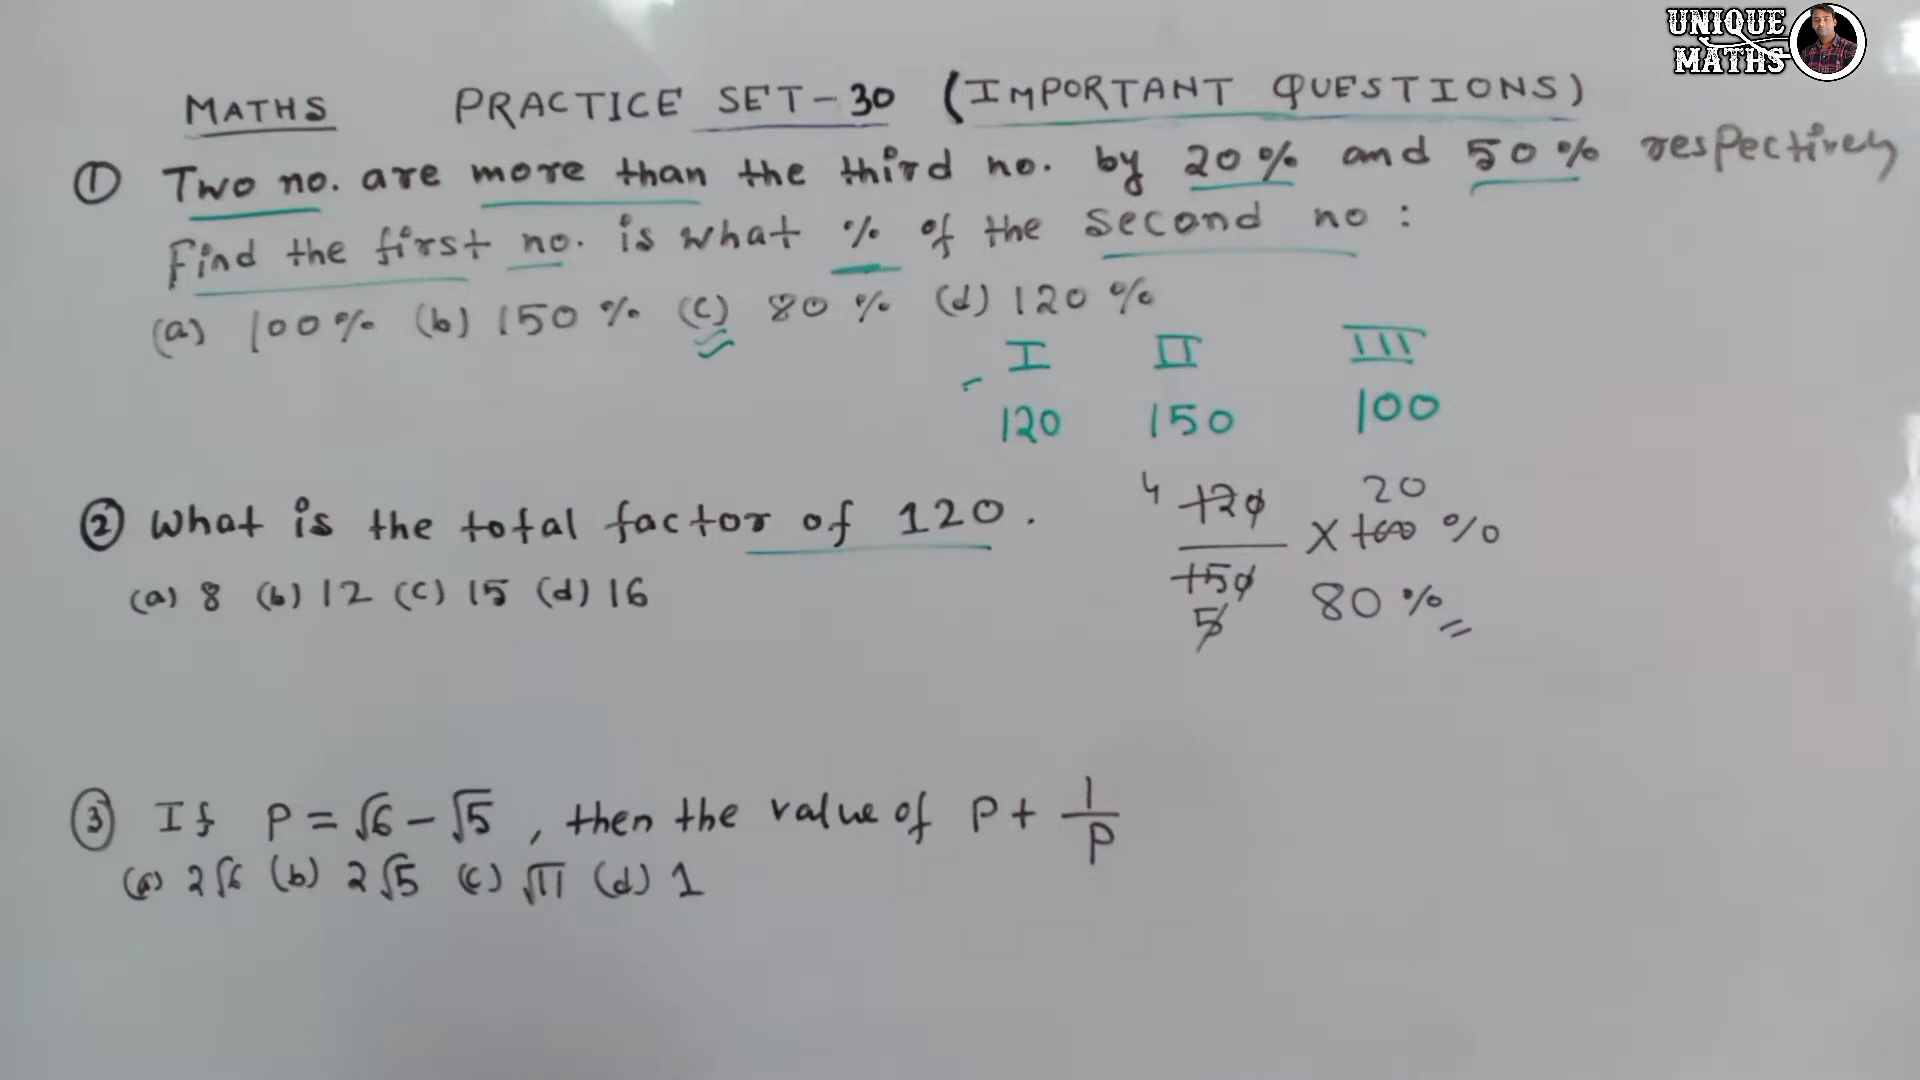 UNIQUE
MATHS
MATHS PRACTICE SET-30 (IMPORTANT QUESTIONS)
① Two no. are more than the third no. by 20% and 50% respectively
Find the first no. is what % of the second no :
(a) 100% (b) 150% (c) 80% (d) 120%
I II III
120 150 100
② What is the total factor of 120.
(a) 8 (b) 12 (c) 15 (d) 16
4 120 20
150 × 100 %
5 80%
③ If P = √6 - √5 , then the value of P + 1/P
(a) 2√6 (b) 2√5 (c) √11 (d) 1